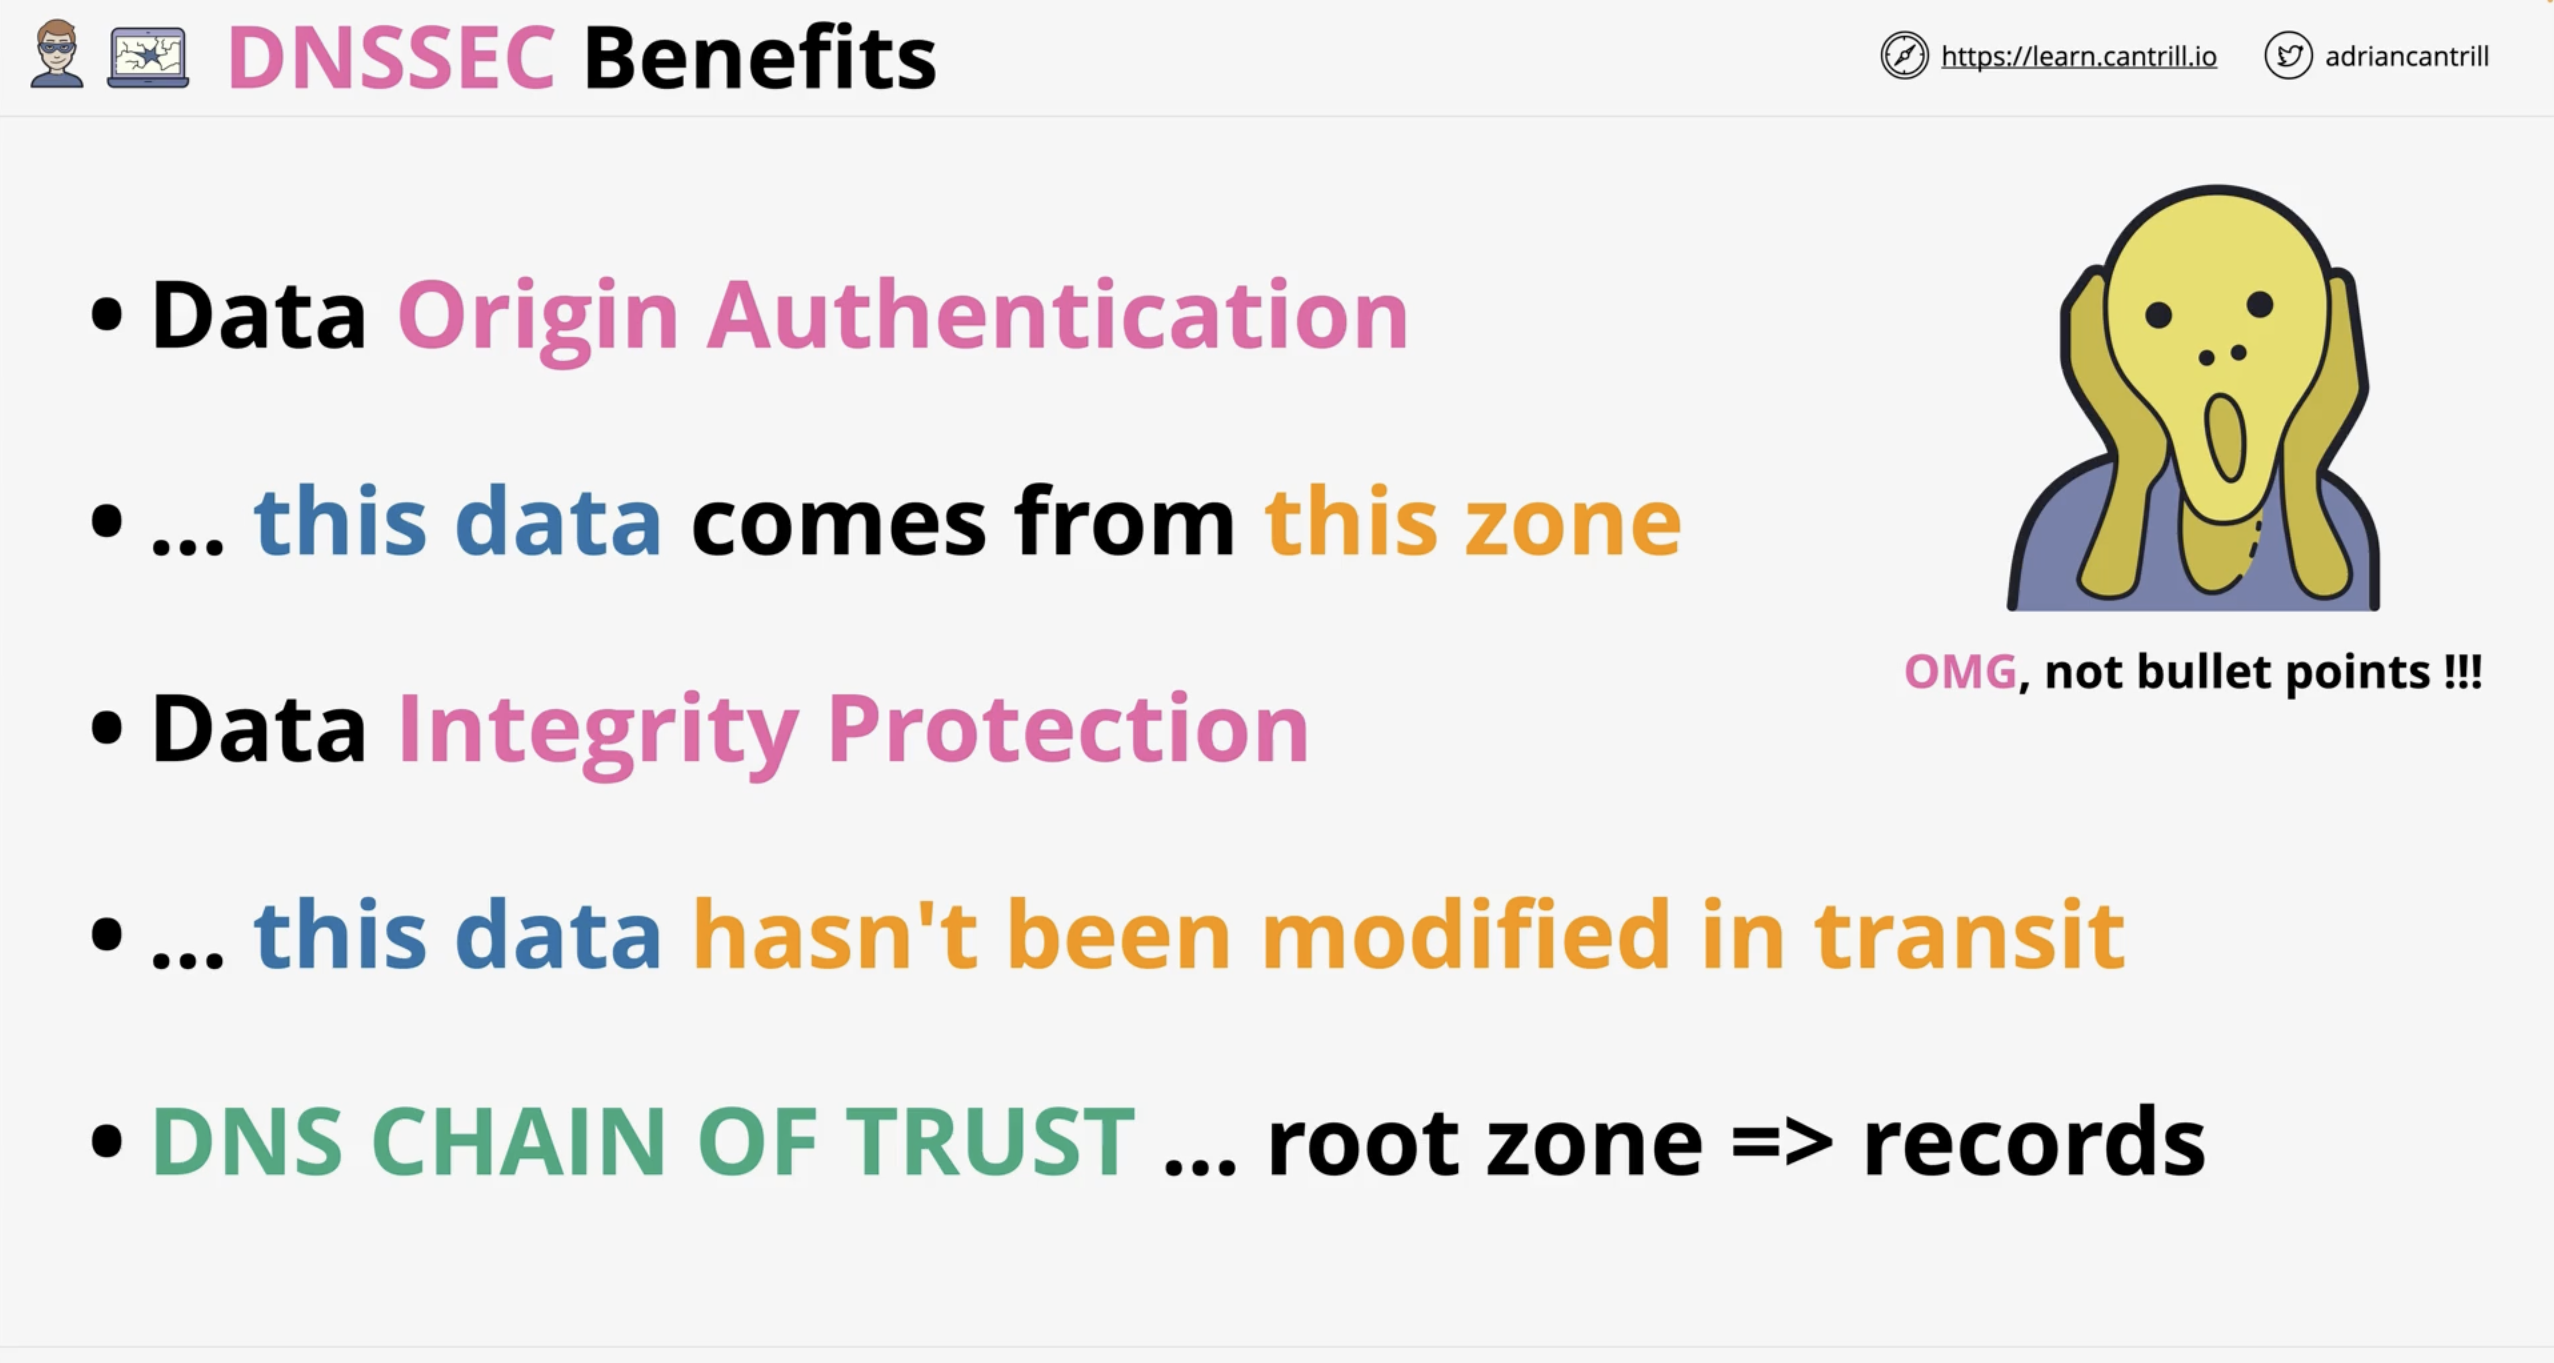 DNSSEC Benefits
https://learn.cantrill.io
adriancantrill
• Data Origin Authentication
• ... this data comes from this zone
OMG, not bullet points !!!
• Data Integrity Protection
• ... this data hasn't been modified in transit
• DNS CHAIN OF TRUST ... root zone => records